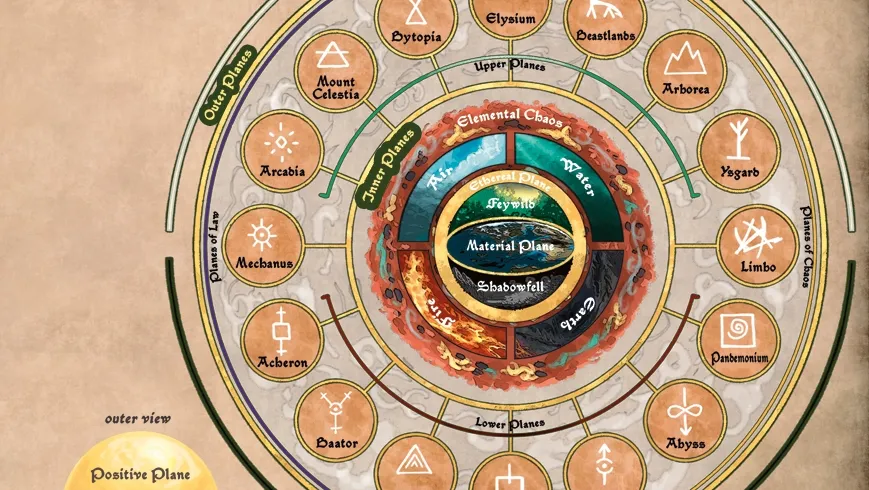 Elysium
Bytopia
Beastlands
Outer Planes
Upper Planes
Mount
Celestia
Arborea
Elemental Chaos
Inner Planes
Arcadia
Air
Water
Ysgard
Ethereal Plane
Feywild
Planes of Law
Mechanus
Material Plane
Limbo
Planes of Chaos
Shadowfell
Fire
Earth
Acheron
Pandemonium
outer view
Baator
Lower Planes
Abyss
Positive Plane